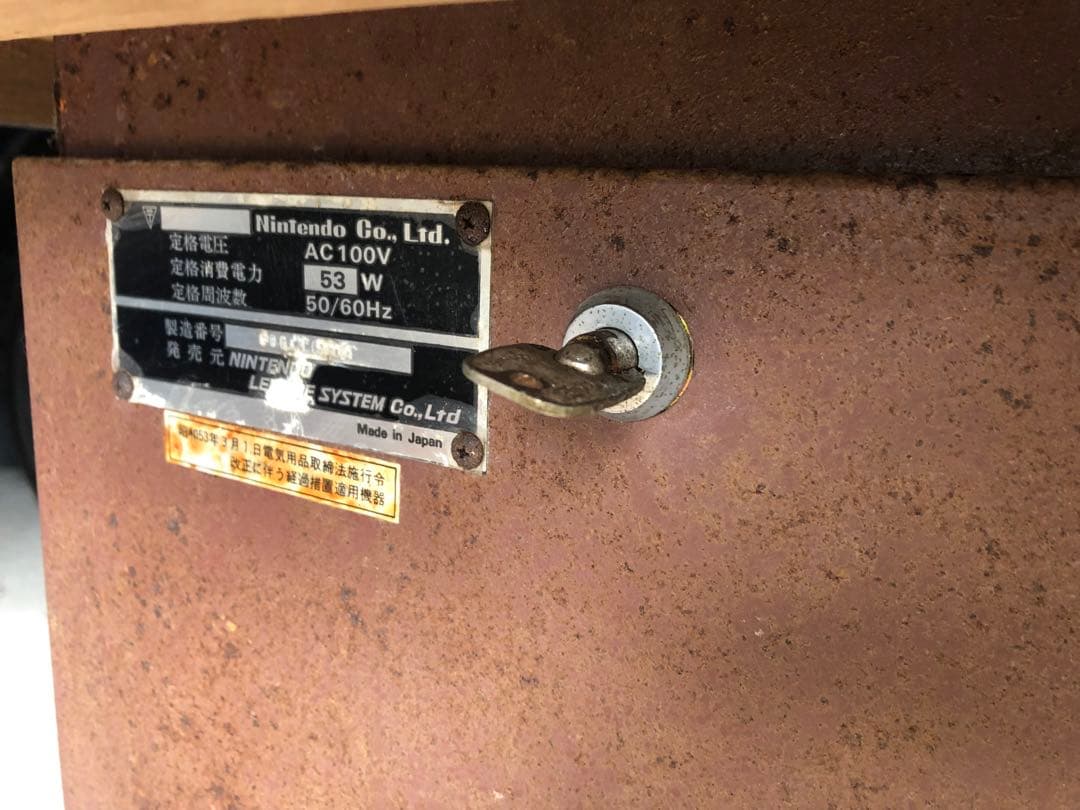 〒 Nintendo Co., Ltd.
定格電圧 AC100V
定格消費電力 53 W
定格周波数 50/60Hz
製造番号
発売元 NINTENDO
SYSTEM Co., Ltd
Made in Japan
昭和53年3月1日電気用品取締法施行令
改正に伴う経過措置適用機器